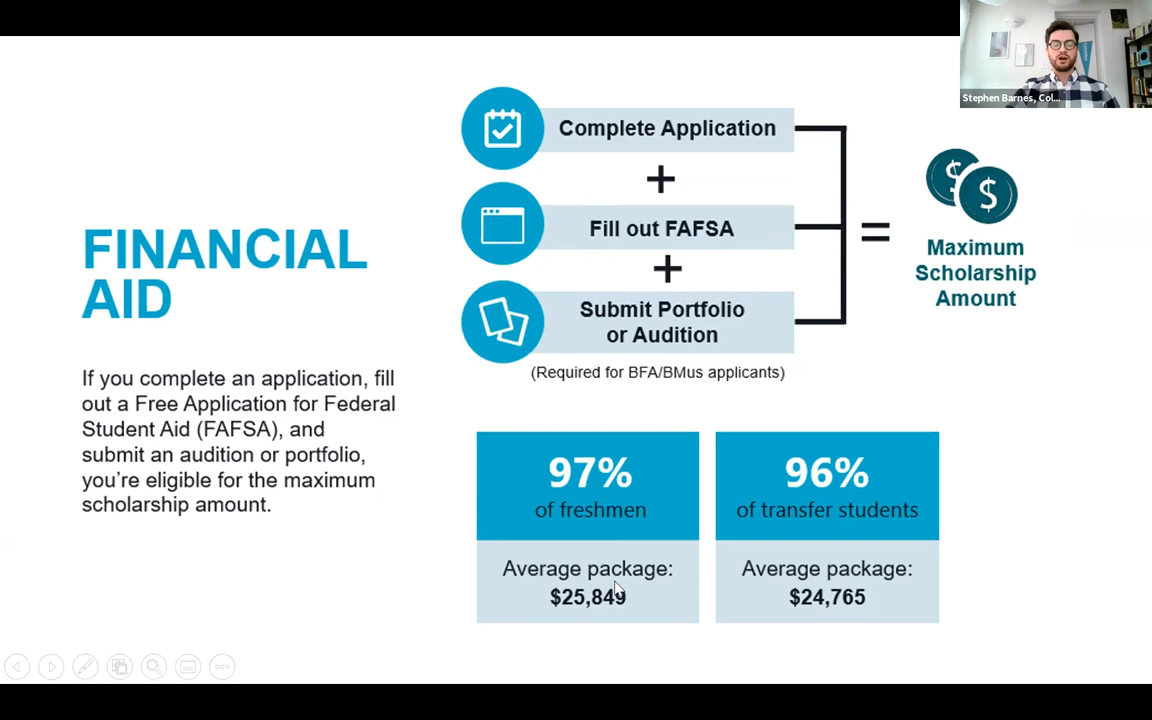 Stephen Barnes, Col...
FINANCIAL
AID
If you complete an application, fill
out a Free Application for Federal
Student Aid (FAFSA), and
submit an audition or portfolio,
you’re eligible for the maximum
scholarship amount.
Complete Application
+
Fill out FAFSA
+
Submit Portfolio
or Audition
(Required for BFA/BMus applicants)
=
$ $
Maximum
Scholarship
Amount
97%
of freshmen
Average package:
$25,849
96%
of transfer students
Average package:
$24,765